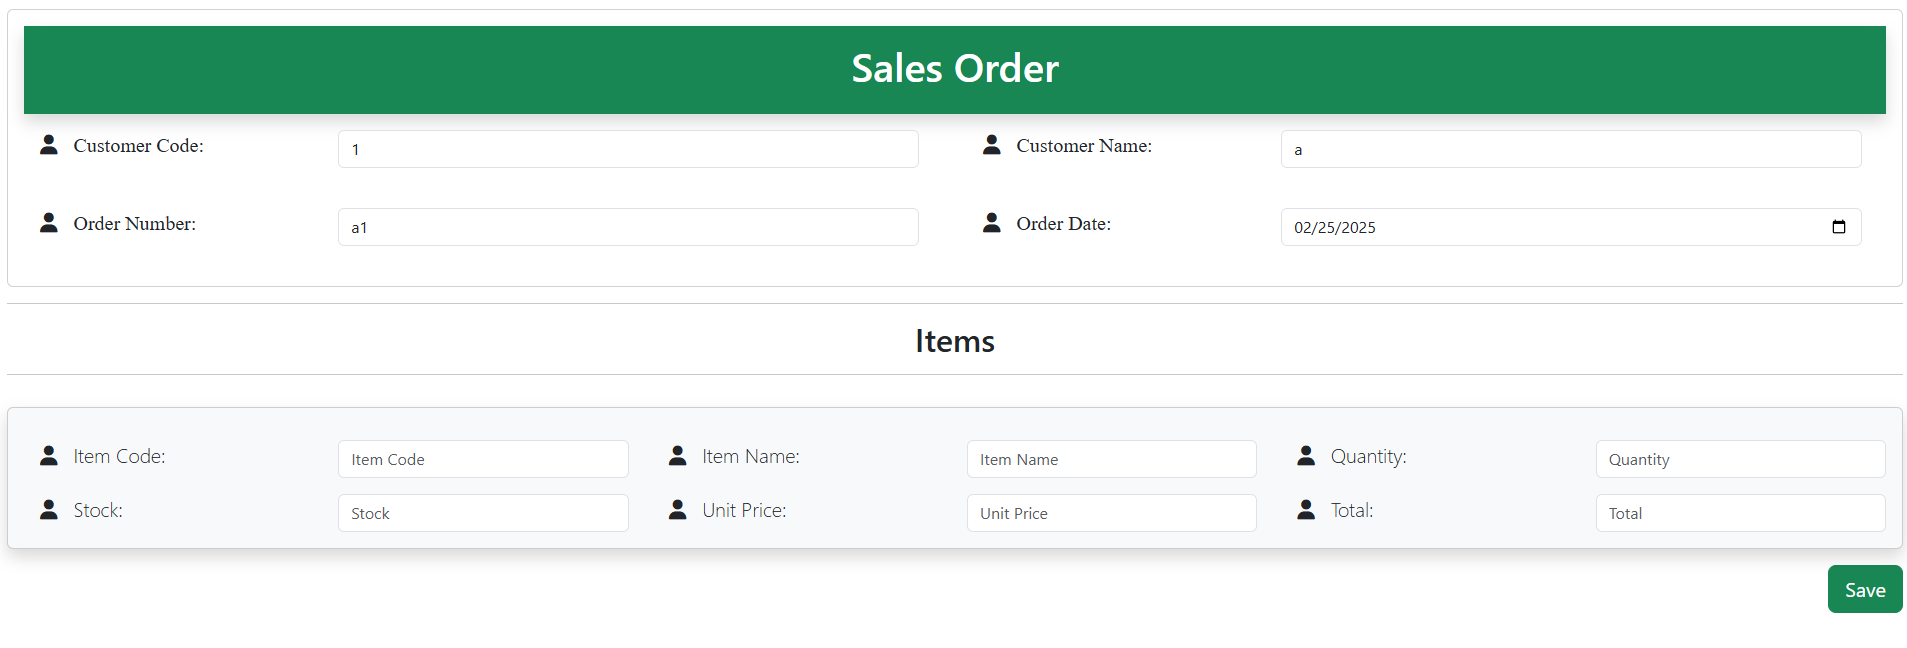 Sales Order
Customer Code: 1 Customer Name: a
Order Number: a1 Order Date: 02/25/2025
Items
Item Code: Item Code Item Name: Item Name Quantity: Quantity
Stock: Stock Unit Price: Unit Price Total: Total
Save